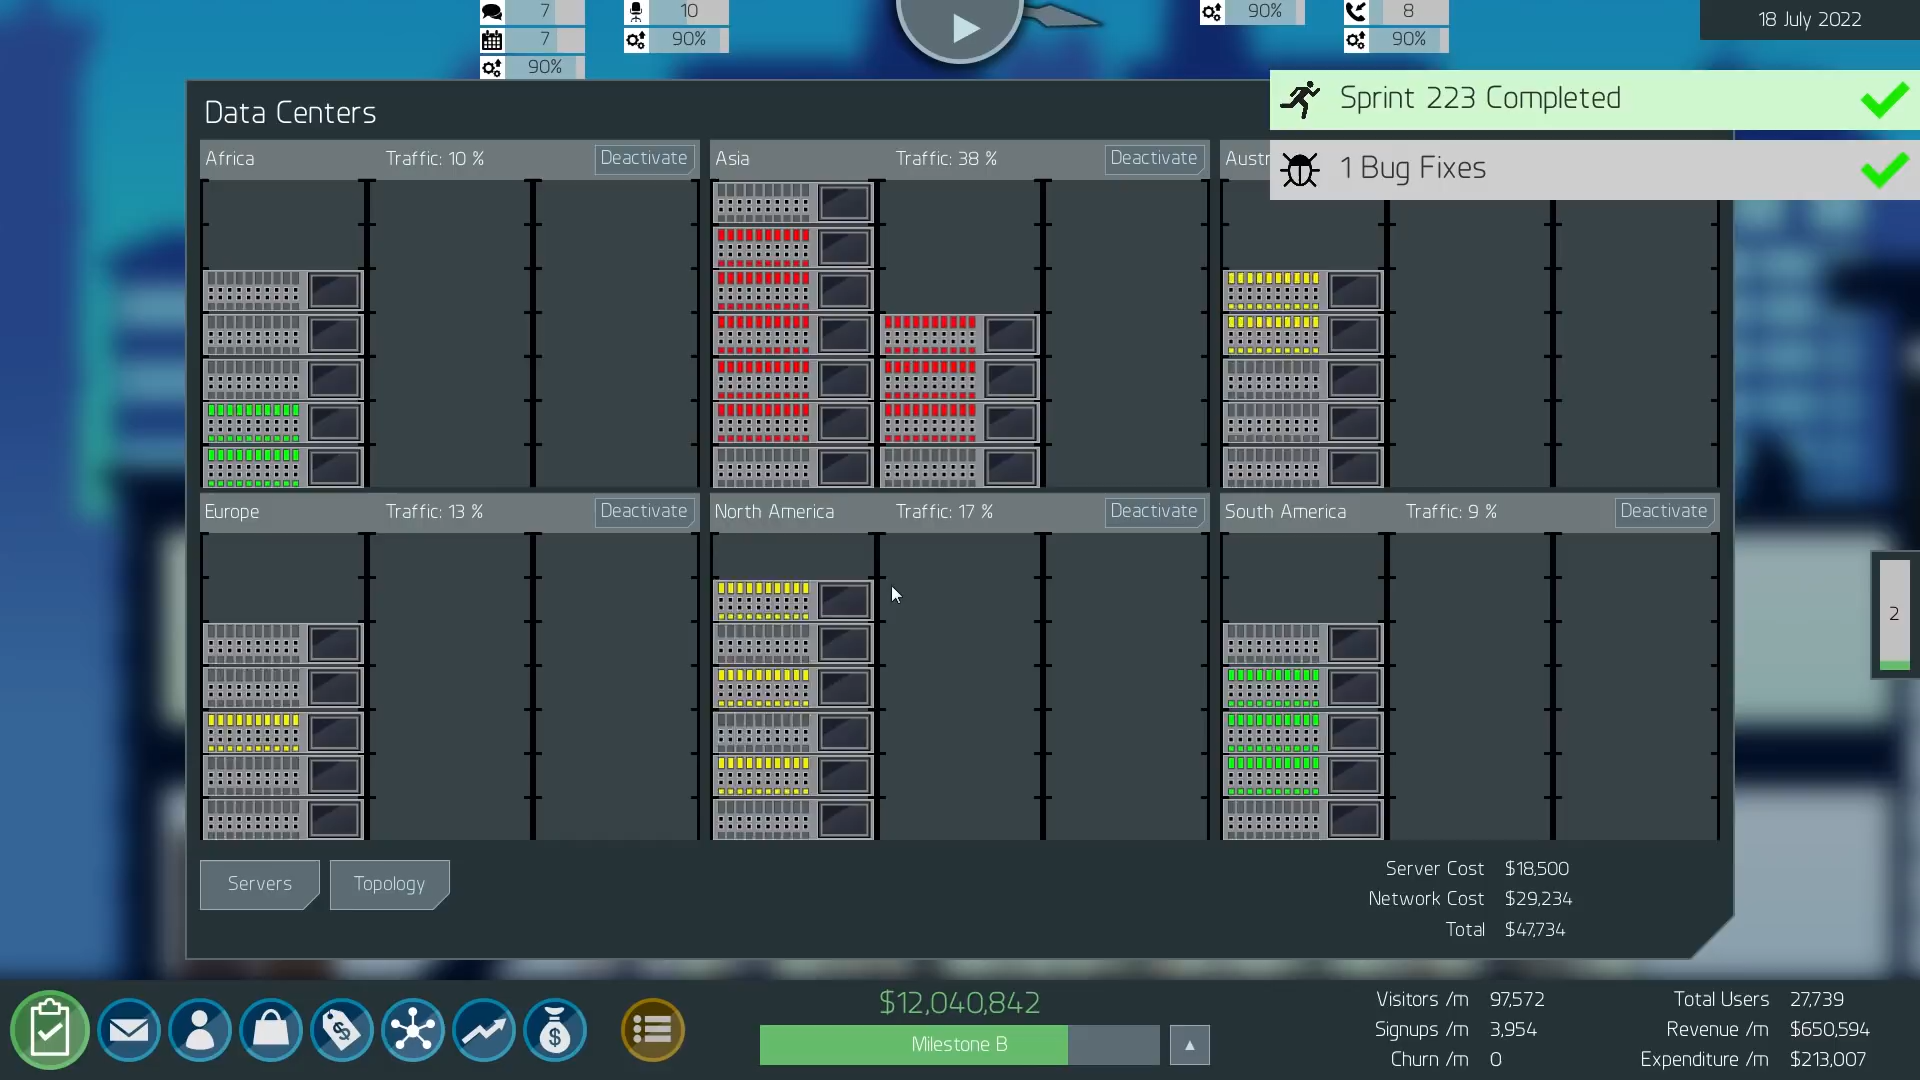 7
7
90%
10
90%
90%
8
90%
18 July 2022
Sprint 223 Completed
1 Bug Fixes
Data Centers
Africa Traffic: 10 % Deactivate
Asia Traffic: 38 % Deactivate
Austr
Europe Traffic: 13 % Deactivate
North America Traffic: 17 % Deactivate
South America Traffic: 9 % Deactivate
2
Servers
Topology
Server Cost $18,500
Network Cost $29,234
Total $47,734
$12,040,842
Milestone B
Visitors /m 97,572
Signups /m 3,954
Churn /m 0
Total Users 27,739
Revenue /m $650,594
Expenditure /m $213,007